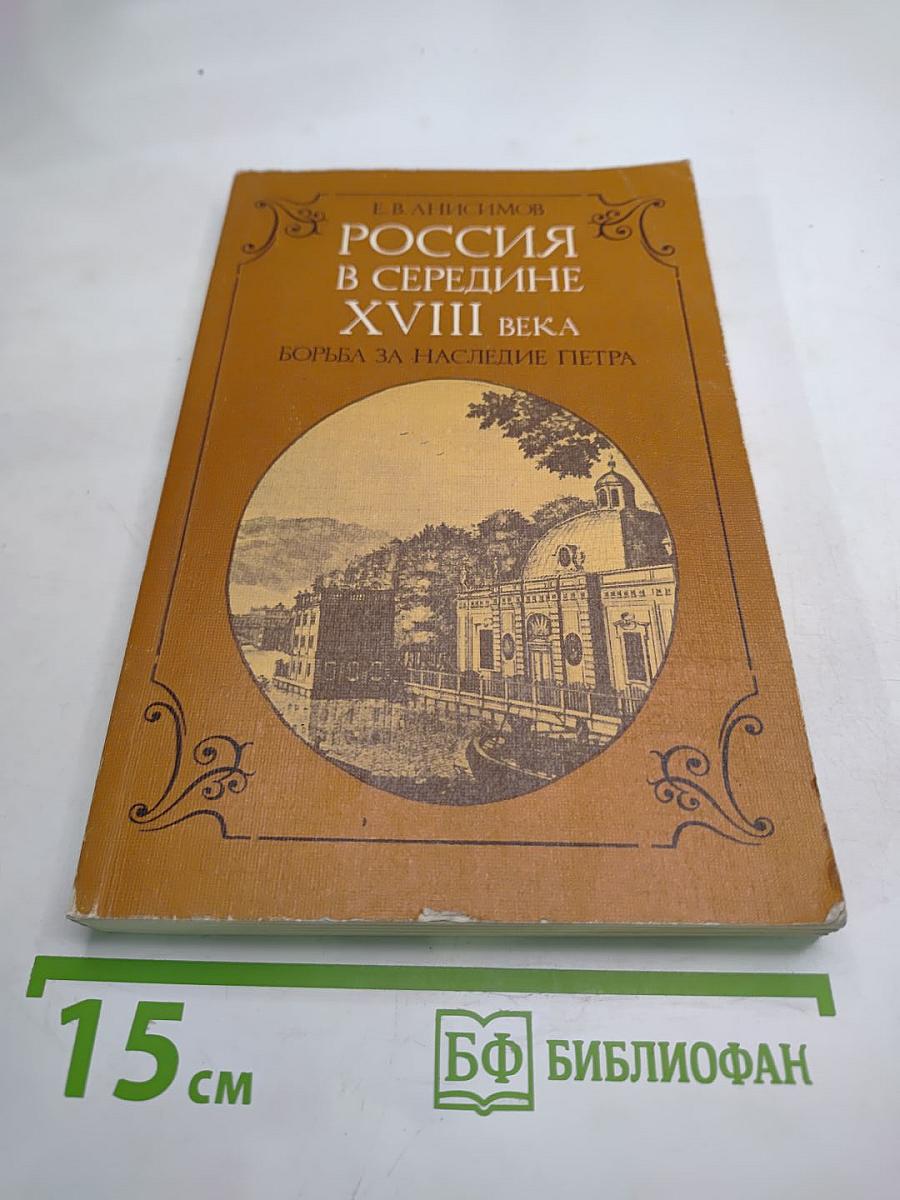 Е. В. АНИСИМОВ
РОССИЯ
В СЕРЕДИНЕ
XVIII ВЕКА
БОРЬБА ЗА НАСЛЕДИЕ ПЕТРА
15 см
БФ БИБЛИОФАН